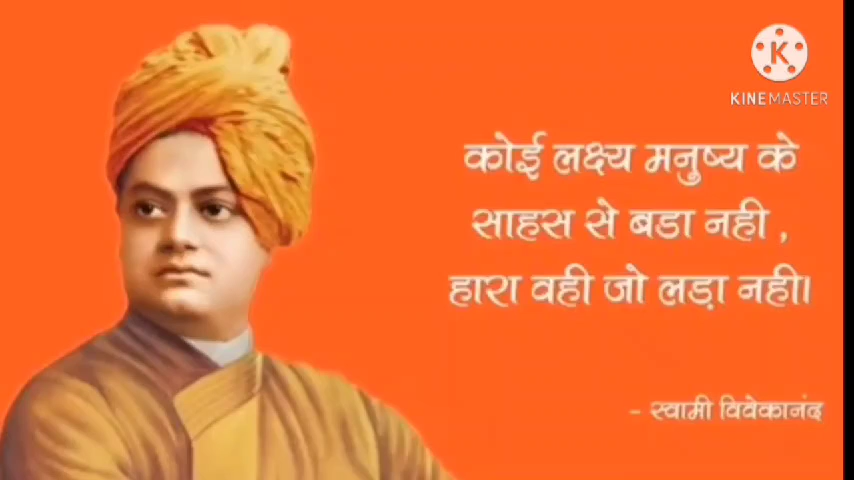 KINEMASTER
कोई लक्ष्य मनुष्य के
साहस से बडा नही ,
हारा वही जो लड़ा नही।
- स्वामी विवेकानंद